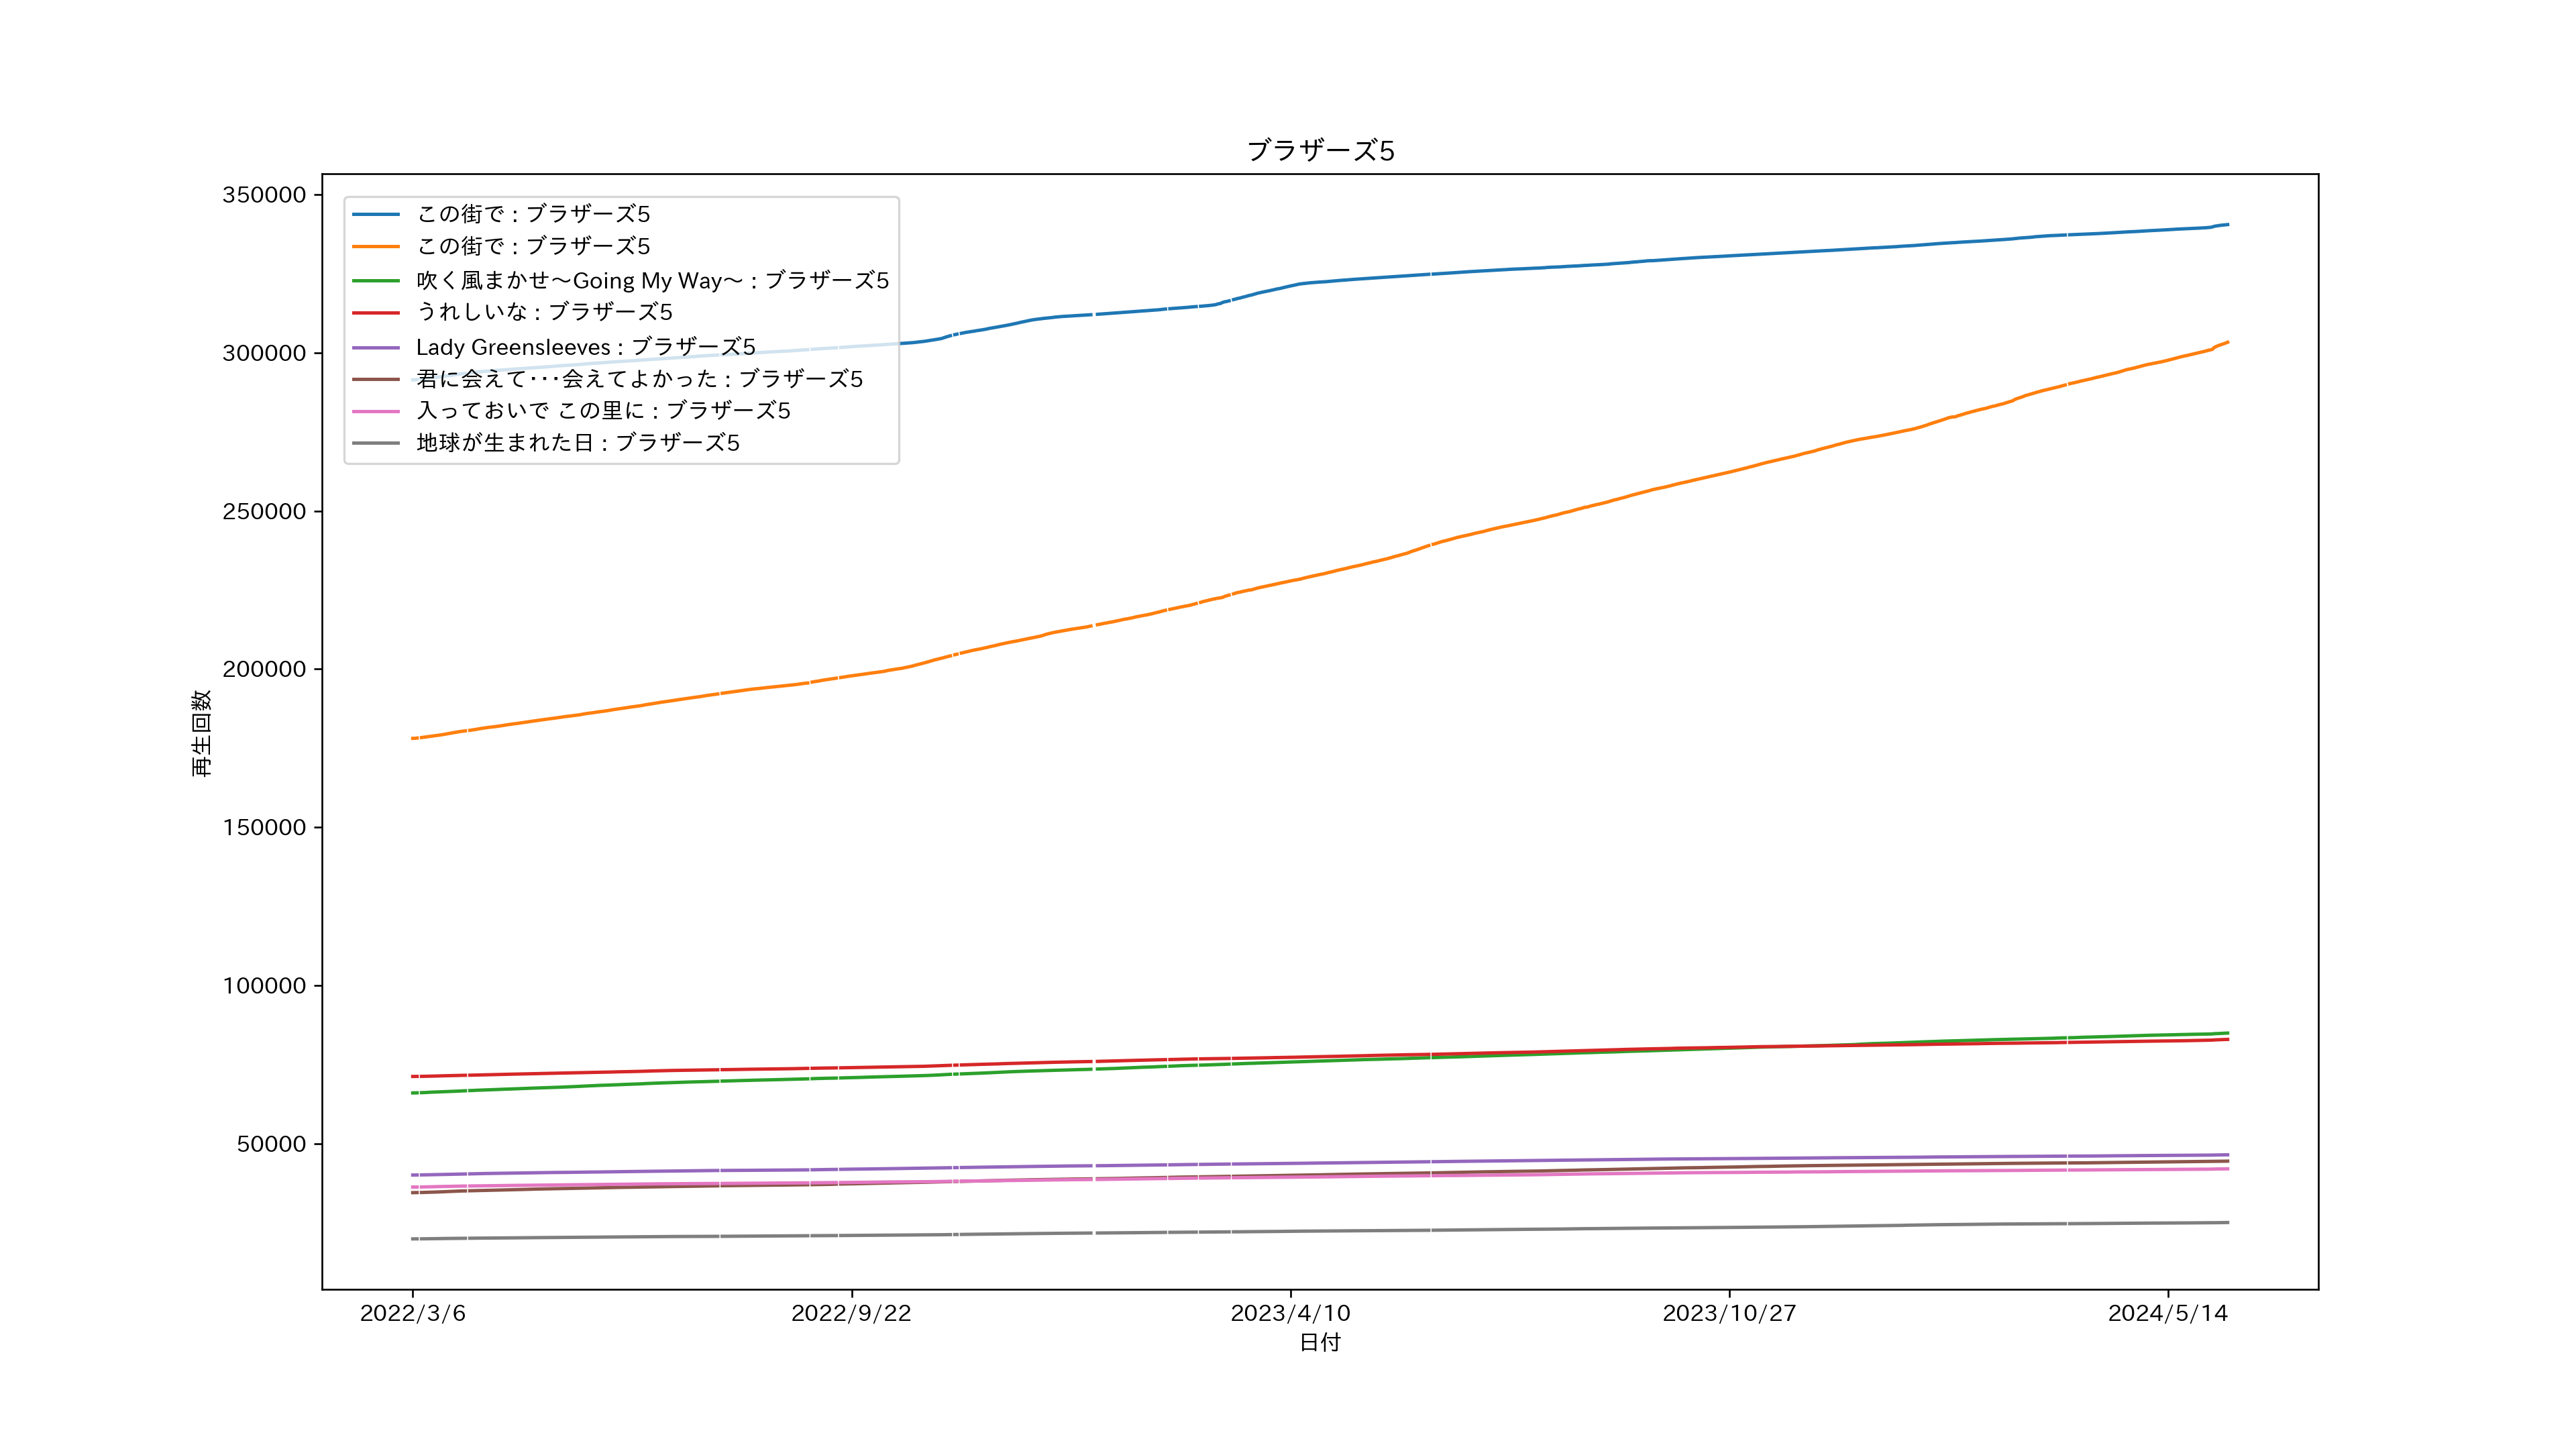 ブラザーズ5
350000
300000
250000
200000
150000
100000
50000
再生回数
この街で : ブラザーズ5
この街で : ブラザーズ5
吹く風まかせ～Going My Way～ : ブラザーズ5
うれしいな : ブラザーズ5
Lady Greensleeves : ブラザーズ5
君に会えて･･･会えてよかった : ブラザーズ5
入っておいで この里に : ブラザーズ5
地球が生まれた日 : ブラザーズ5
2022/3/6
2022/9/22
2023/4/10
2023/10/27
2024/5/14
日付